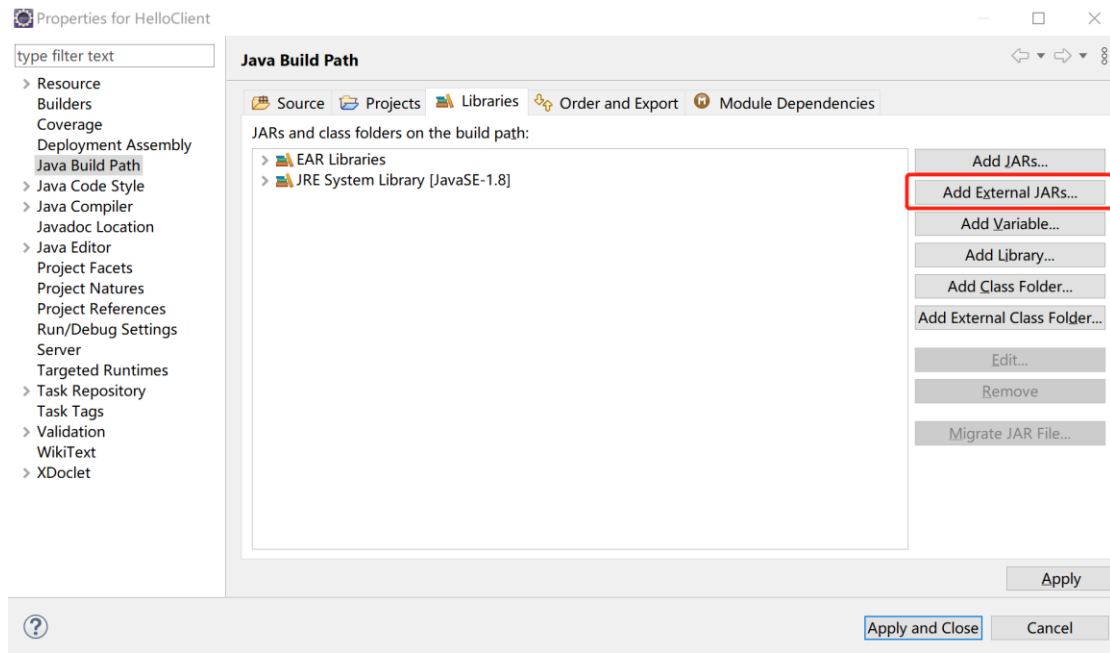 Properties for HelloClient
type filter text
Resource
Builders
Coverage
Deployment Assembly
Java Build Path
Java Code Style
Java Compiler
Javadoc Location
Java Editor
Project Facets
Project Natures
Project References
Run/Debug Settings
Server
Targeted Runtimes
Task Repository
Task Tags
Validation
WikiText
XDoclet
Java Build Path
Source Projects Libraries Order and Export Module Dependencies
JARs and class folders on the build path:
EAR Libraries
JRE System Library [JavaSE-1.8]
Add JARs...
Add External JARs...
Add Variable...
Add Library...
Add Class Folder...
Add External Class Folder...
Edit...
Remove
Migrate JAR File...
Apply
Apply and Close Cancel